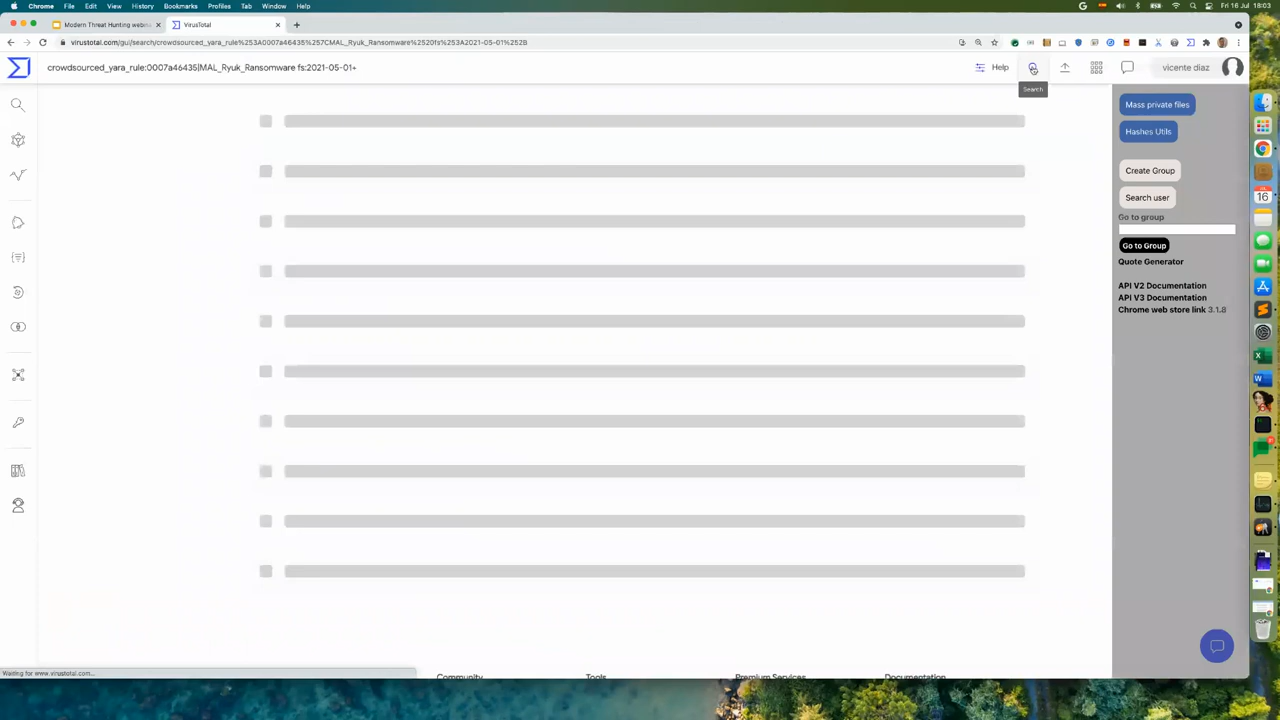 Chrome File Edit View History Bookmarks Profiles Tab Window Help
Fri 16 Jul 18:03
Modern Threat Hunting webina
VirusTotal
virustotal.com/gui/search/crowdsourced_yara_rule%253A0007a46435%257CMAL_Ryuk_Ransomware%2520fs%253A2021-05-01%252B
crowdsourced_yara_rule:0007a46435|MAL_Ryuk_Ransomware fs:2021-05-01+
Help
vicente diaz
Search
Mass private files
Hashes Utils
Create Group
Search user
Go to group
Go to Group
Quote Generator
API V2 Documentation
API V3 Documentation
Chrome web store link 3.1.8
16
Waiting for www.virustotal.com...
Community Tools Premium Services Documentation